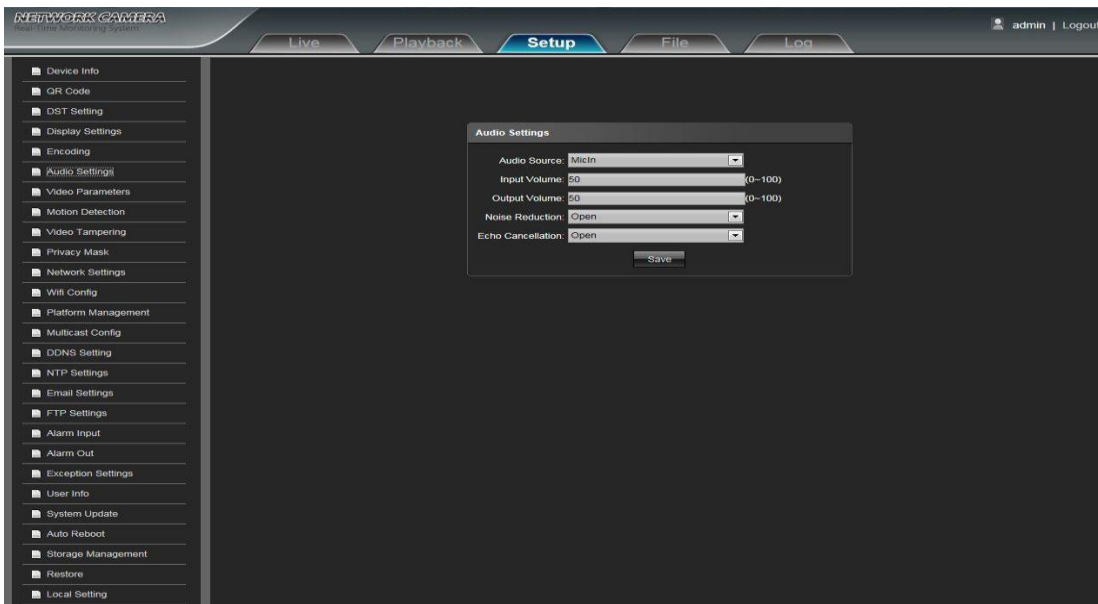 NETWORK CAMERA
Real-Time Monitoring System
Live Playback Setup File Log
admin | Logout
Device Info
QR Code
DST Setting
Display Settings
Encoding
Audio Settings
Video Parameters
Motion Detection
Video Tampering
Privacy Mask
Network Settings
Wifi Config
Platform Management
Multicast Config
DDNS Setting
NTP Settings
Email Settings
FTP Settings
Alarm Input
Alarm Out
Exception Settings
User Info
System Update
Auto Reboot
Storage Management
Restore
Local Setting
Audio Settings
Audio Source: MicIn
Input Volume: 50 (0~100)
Output Volume: 50 (0~100)
Noise Reduction: Open
Echo Cancellation: Open
Save